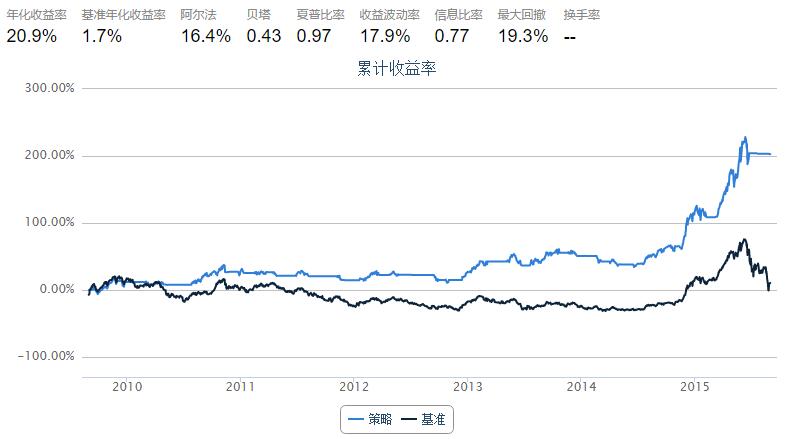 年化收益率 基准年化收益率 阿尔法 贝塔 夏普比率 收益波动率 信息比率 最大回撤 换手率
20.9% 1.7% 16.4% 0.43 0.97 17.9% 0.77 19.3% --
累计收益率
300.00%
200.00%
100.00%
0.00%
-100.00%
2010 2011 2012 2013 2014 2015
策略 基准